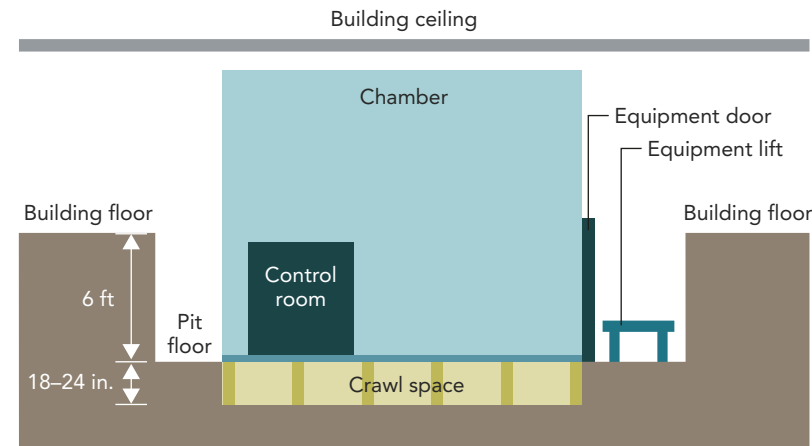 Building ceiling
Chamber
Equipment door
Equipment lift
Building floor
Building floor
Control
room
6 ft
Pit
floor
18–24 in.
Crawl space